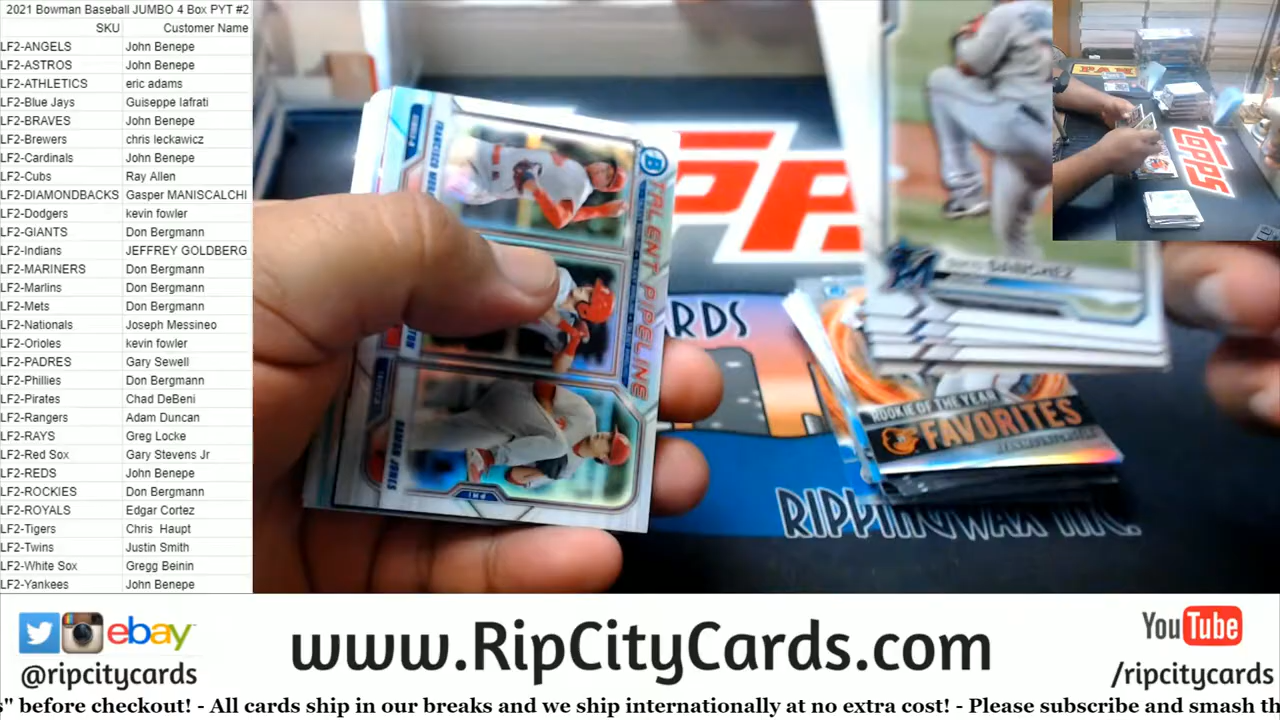 2021 Bowman Baseball JUMBO 4 Box PYT #2
SKU Customer Name
LF2-ANGELS John Benepe
LF2-ASTROS John Benepe
LF2-ATHLETICS eric adams
LF2-Blue Jays Guiseppe Iafrati
LF2-BRAVES John Benepe
LF2-Brewers chris leckawicz
LF2-Cardinals John Benepe
LF2-Cubs Ray Allen
LF2-DIAMONDBACKS Gasper MANISCALCHI
LF2-Dodgers kevin fowler
LF2-GIANTS Don Bergmann
LF2-Indians JEFFREY GOLDBERG
LF2-MARINERS Don Bergmann
LF2-Marlins Don Bergmann
LF2-Mets Don Bergmann
LF2-Nationals Joseph Messineo
LF2-Orioles kevin fowler
LF2-PADRES Gary Sewell
LF2-Phillies Don Bergmann
LF2-Pirates Chad DeBeni
LF2-Rangers Adam Duncan
LF2-RAYS Greg Locke
LF2-Red Sox Gary Stevens Jr
LF2-REDS John Benepe
LF2-ROCKIES Don Bergmann
LF2-ROYALS Edgar Cortez
LF2-Tigers Chris Haupt
LF2-Twins Justin Smith
LF2-White Sox Gregg Beinin
LF2-Yankees John Benepe
TALENT PIPELINE
FRANCISCO
DAMON JONES
PHI
SANCHEZ
ROOKIE OF THE YEAR
FAVORITES
RDS
RIPPINGWAX INC.
topps
ebay
@ripcitycards
www.RipCityCards.com
YouTube
/ripcitycards
s" before checkout! - All cards ship in our breaks and we ship internationally at no extra cost! - Please subscribe and smash th